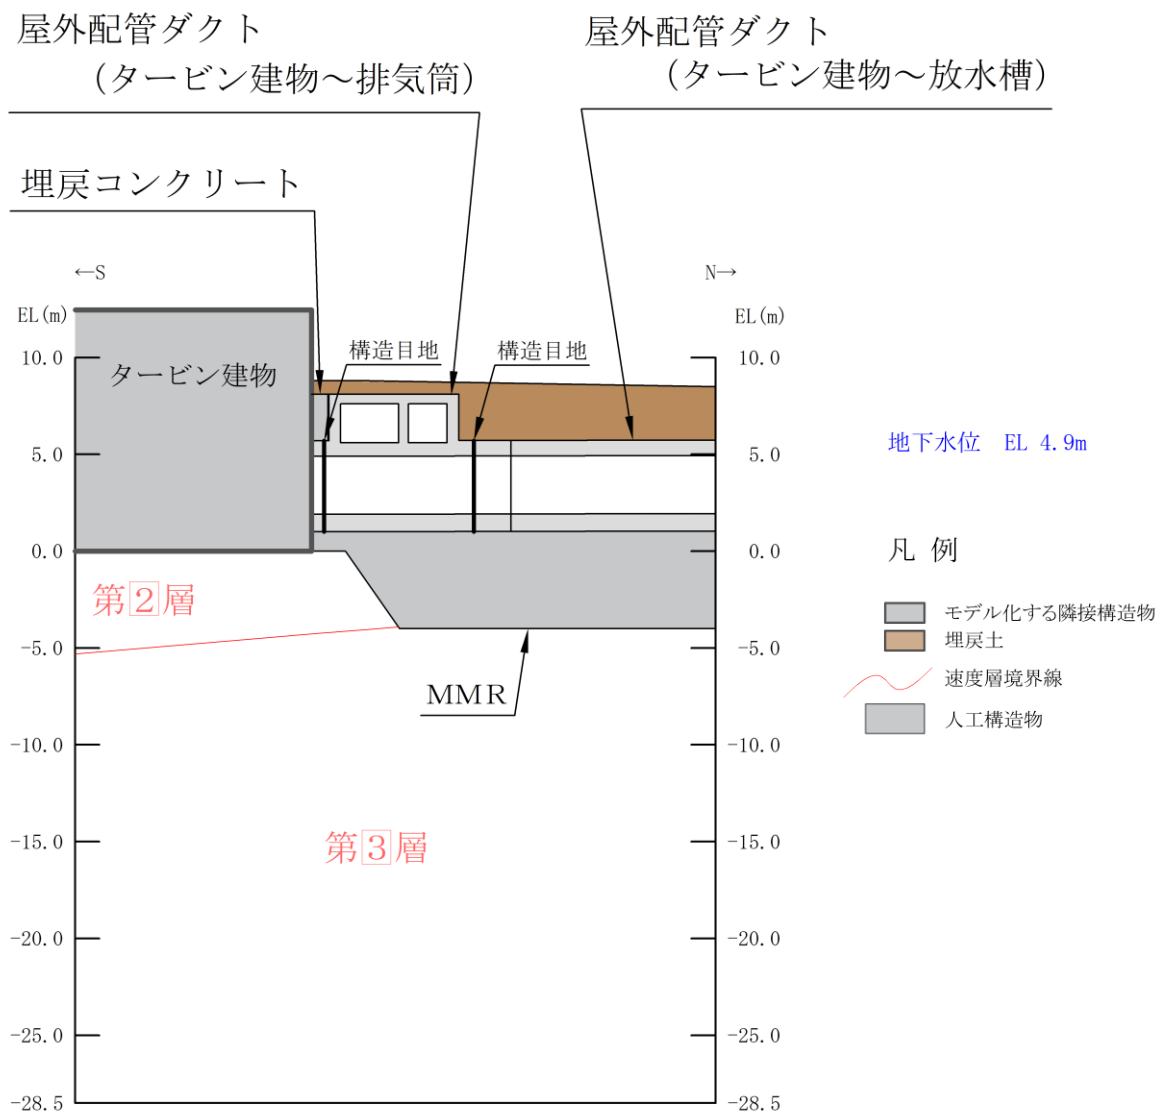 屋外配管ダクト
(タービン建物～排気筒)
屋外配管ダクト
(タービン建物～放水槽)
埋戻コンクリート
←S
N→
EL(m)
EL(m)
構造目地
構造目地
10.0
10.0
タービン建物
地下水位 EL 4.9m
5.0
5.0
0.0
0.0
凡 例
第2層
モデル化する隣接構造物
埋戻土
-5.0
-5.0
速度層境界線
MMR
人工構造物
-10.0
-10.0
第3層
-15.0
-15.0
-20.0
-20.0
-25.0
-25.0
-28.5
-28.5